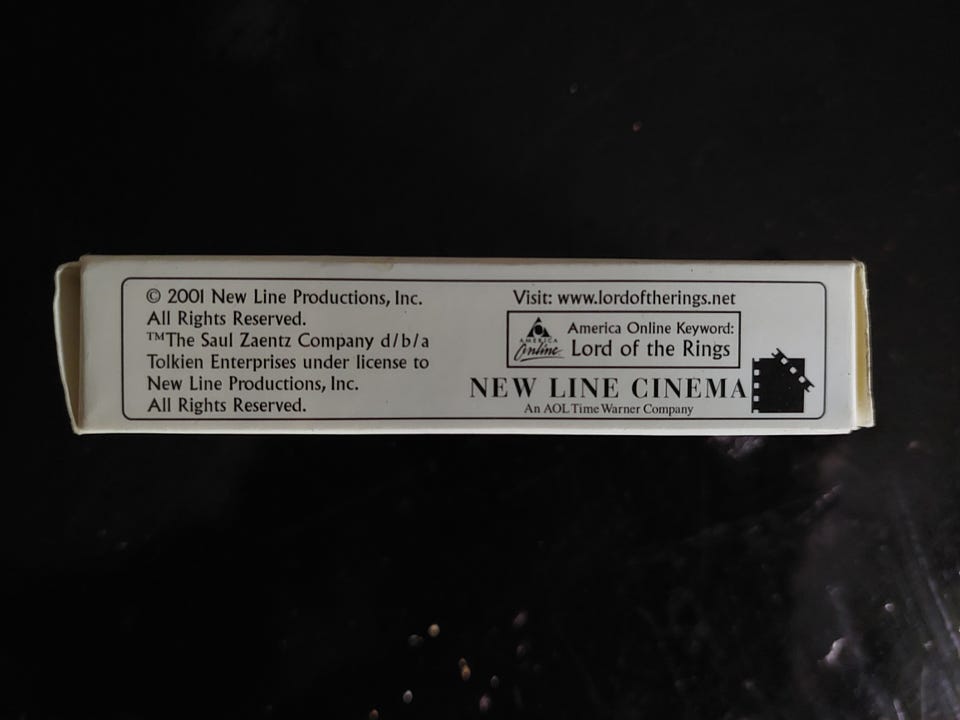 © 2001 New Line Productions, Inc.
All Rights Reserved.
™The Saul Zaentz Company d/b/a
Tolkien Enterprises under license to
New Line Productions, Inc.
All Rights Reserved.
Visit: www.lordoftherings.net
AMERICA
Online
America Online Keyword:
Lord of the Rings
NEW LINE CINEMA
An AOL Time Warner Company